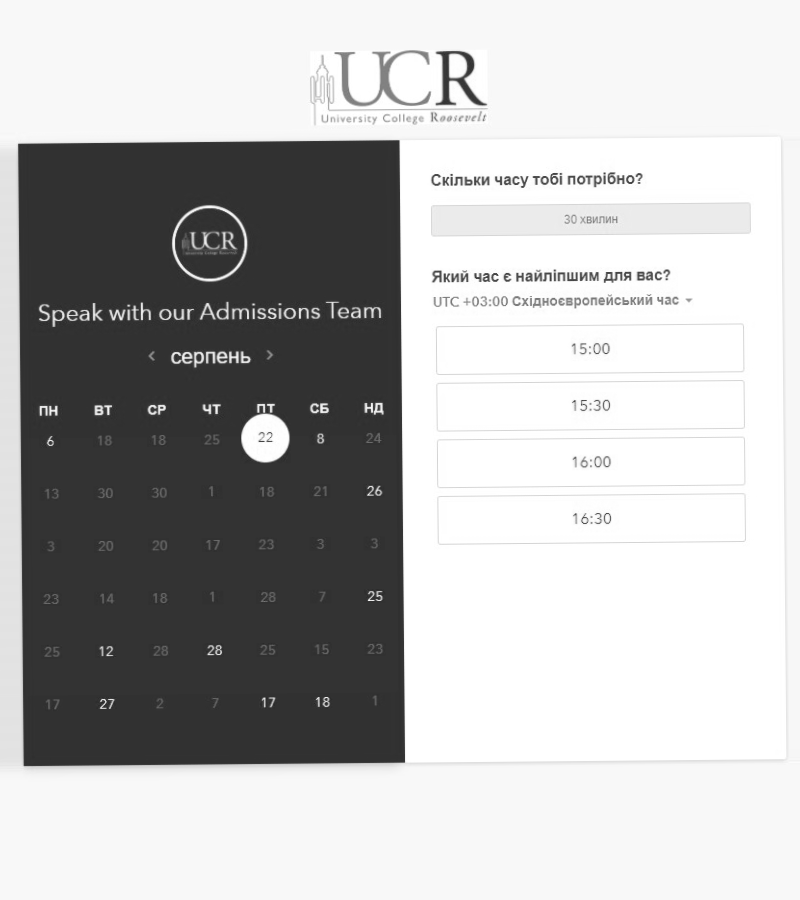 UCR
University College Roosevelt
UCR
Speak with our Admissions Team
серпень
ПН ВТ СР ЧТ ПТ СБ НД
6 18 18 25 22 8 24
13 30 30 1 18 21 26
3 20 20 17 23 3 3
23 14 18 1 28 7 25
25 12 28 28 25 15 23
17 27 2 7 17 18 1
Скільки часу тобі потрібно?
30 хвилин
Який час є найліпшим для вас?
UTC +03:00 Східноєвропейський час
15:00
15:30
16:00
16:30